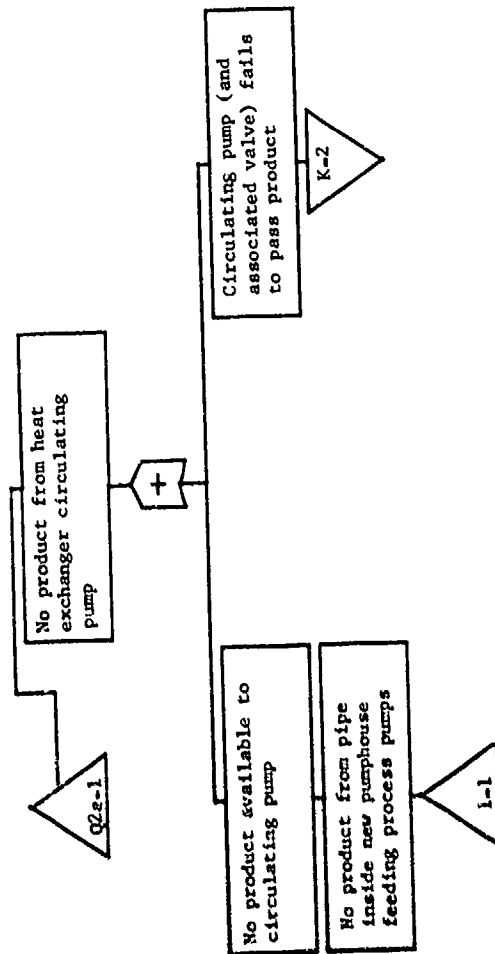 Q2a-1
No product from heat
exchanger circulating
pump
+
No product available to
circulating pump
No product from pipe
inside new pumphouse
feeding process pumps
1-1
Circulating pump (and
associated valve) fails
to pass product
K-2